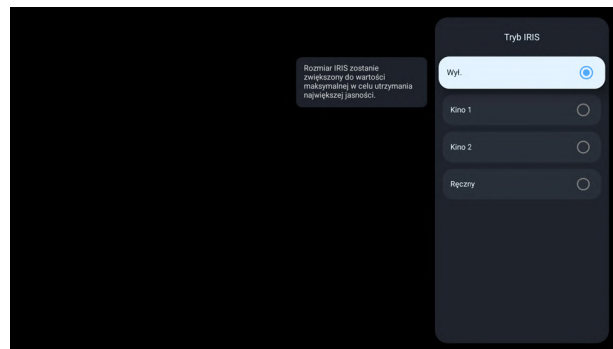 Tryb IRIS
Rozmiar IRIS zostanie
zwiększony do wartości
maksymalnej w celu utrzymania
największej jasności.
Wył.
Kino 1
Kino 2
Ręczny